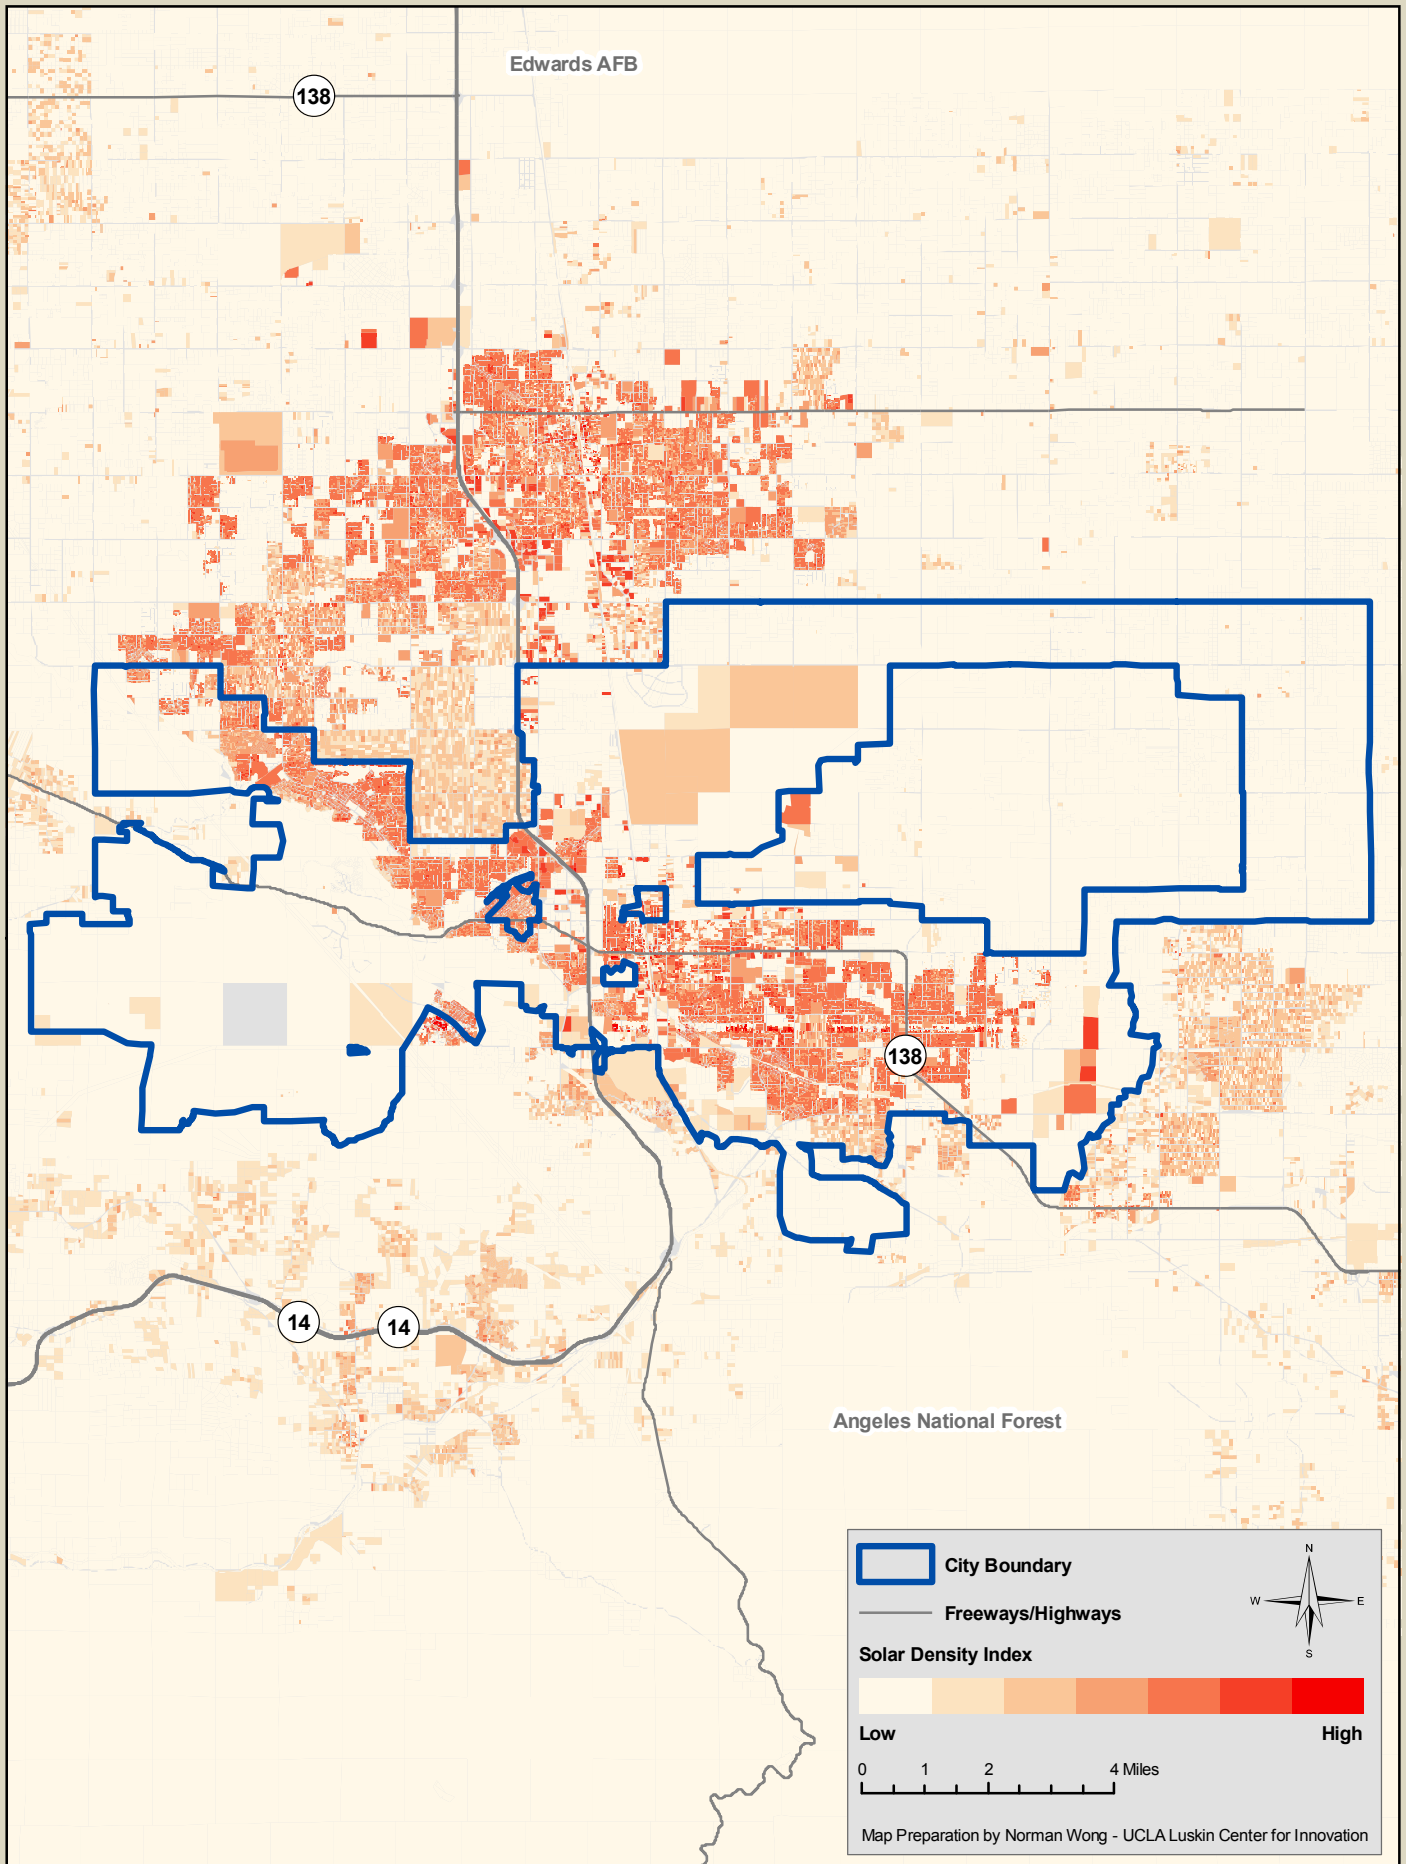 Edwards AFB
138
138
14
14
Angeles National Forest
City Boundary
Freeways/Highways
N
W E
S
Solar Density Index
Low High
0 1 2 4 Miles
Map Preparation by Norman Wong - UCLA Luskin Center for Innovation